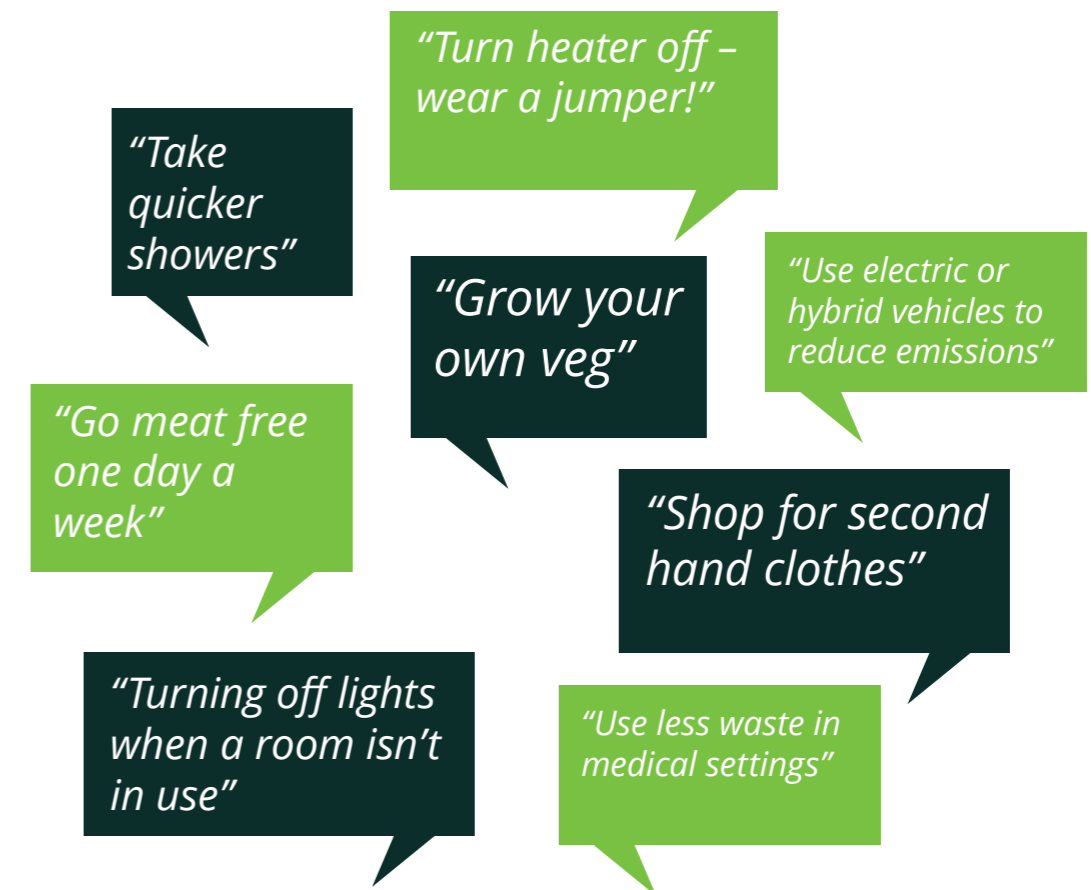 “Turn heater off –
wear a jumper!”
“Take
quicker
showers”
“Grow your
own veg”
“Use electric or
hybrid vehicles to
reduce emissions”
“Go meat free
one day a
week”
“Shop for second
hand clothes”
“Turning off lights
when a room isn’t
in use”
“Use less waste in
medical settings”